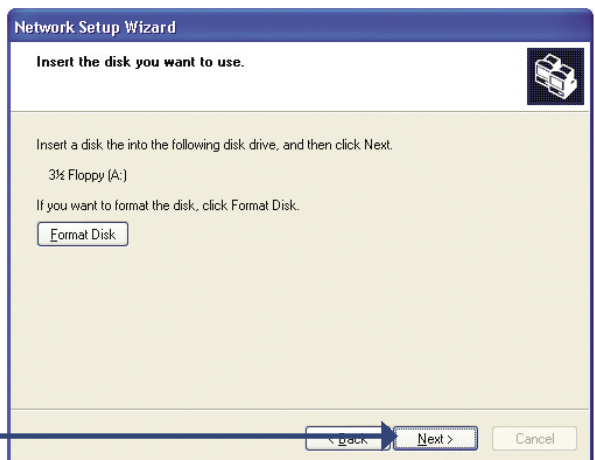 Network Setup Wizard
Insert the disk you want to use.
Insert a disk the into the following disk drive, and then click Next.
3½ Floppy (A:)
If you want to format the disk, click Format Disk.
Format Disk
< Back Next > Cancel